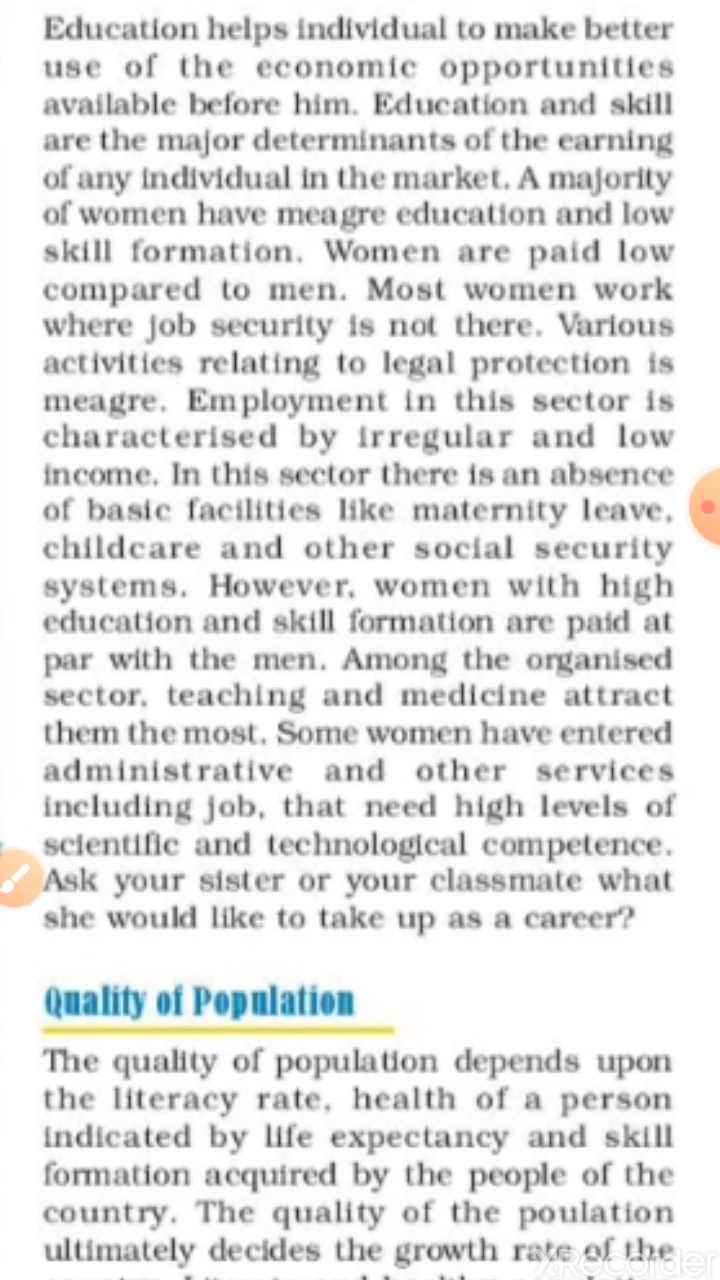 Education helps individual to make better
use of the economic opportunities
available before him. Education and skill
are the major determinants of the earning
of any individual in the market. A majority
of women have meagre education and low
skill formation. Women are paid low
compared to men. Most women work
where job security is not there. Various
activities relating to legal protection is
meagre. Employment in this sector is
characterised by irregular and low
income. In this sector there is an absence
of basic facilities like maternity leave,
childcare and other social security
systems. However, women with high
education and skill formation are paid at
par with the men. Among the organised
sector, teaching and medicine attract
them the most. Some women have entered
administrative and other services
including job, that need high levels of
scientific and technological competence.
Ask your sister or your classmate what
she would like to take up as a career?
Quality of Population
The quality of population depends upon
the literacy rate, health of a person
indicated by life expectancy and skill
formation acquired by the people of the
country. The quality of the poulation
ultimately decides the growth rate of the
XRecorder